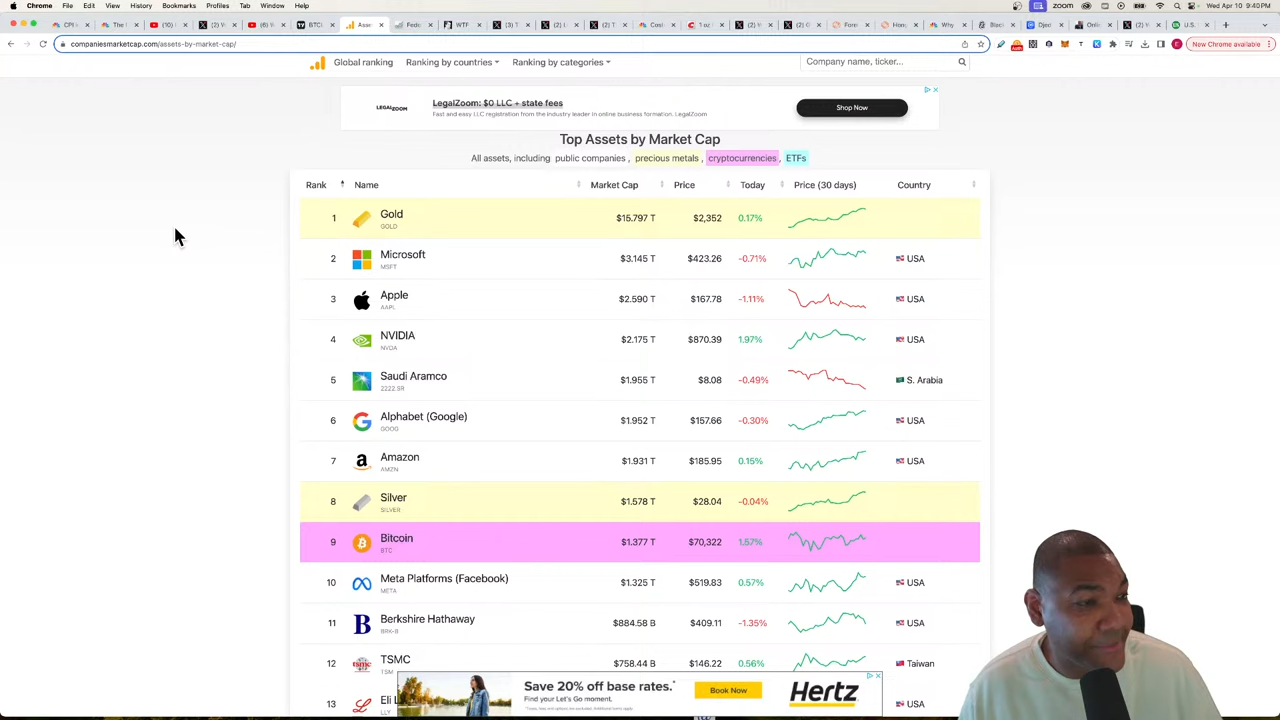 Chrome File Edit View History Bookmarks Profiles Tab Window Help
zoom Wed Apr 10 9:40PM
companiesmarketcap.com/assets-by-market-cap/
New Chrome available
Global ranking Ranking by countries Ranking by categories Company name, ticker...
LEGALZOOM LegalZoom: $0 LLC + state fees Shop Now
Fast and easy LLC registration from the industry leader in online business formation. LegalZoom
Top Assets by Market Cap
All assets, including public companies , precious metals , cryptocurrencies , ETFs
Rank Name Market Cap Price Today Price (30 days) Country
1 Gold $15.797 T $2,352 0.17%
GOLD
2 Microsoft $3.145 T $423.26 -0.71% USA
MSFT
3 Apple $2.590 T $167.78 -1.11% USA
AAPL
4 NVIDIA $2.175 T $870.39 1.97% USA
NVDA
5 Saudi Aramco $1.955 T $8.08 -0.49% S. Arabia
2222.SR
6 Alphabet (Google) $1.952 T $157.66 -0.30% USA
GOOG
7 Amazon $1.931 T $185.95 0.15% USA
AMZN
8 Silver $1.578 T $28.04 -0.04%
SILVER
9 Bitcoin $1.377 T $70,322 1.57%
BTC
10 Meta Platforms (Facebook) $1.325 T $519.83 0.57% USA
META
11 Berkshire Hathaway $884.58 B $409.11 -1.35% USA
BRK-B
12 TSMC $758.44 B $146.22 0.56% Taiwan
TSM
13 Eli USA
LLY
Save 20% off base rates.* Book Now Hertz
Find your Let's Go moment.